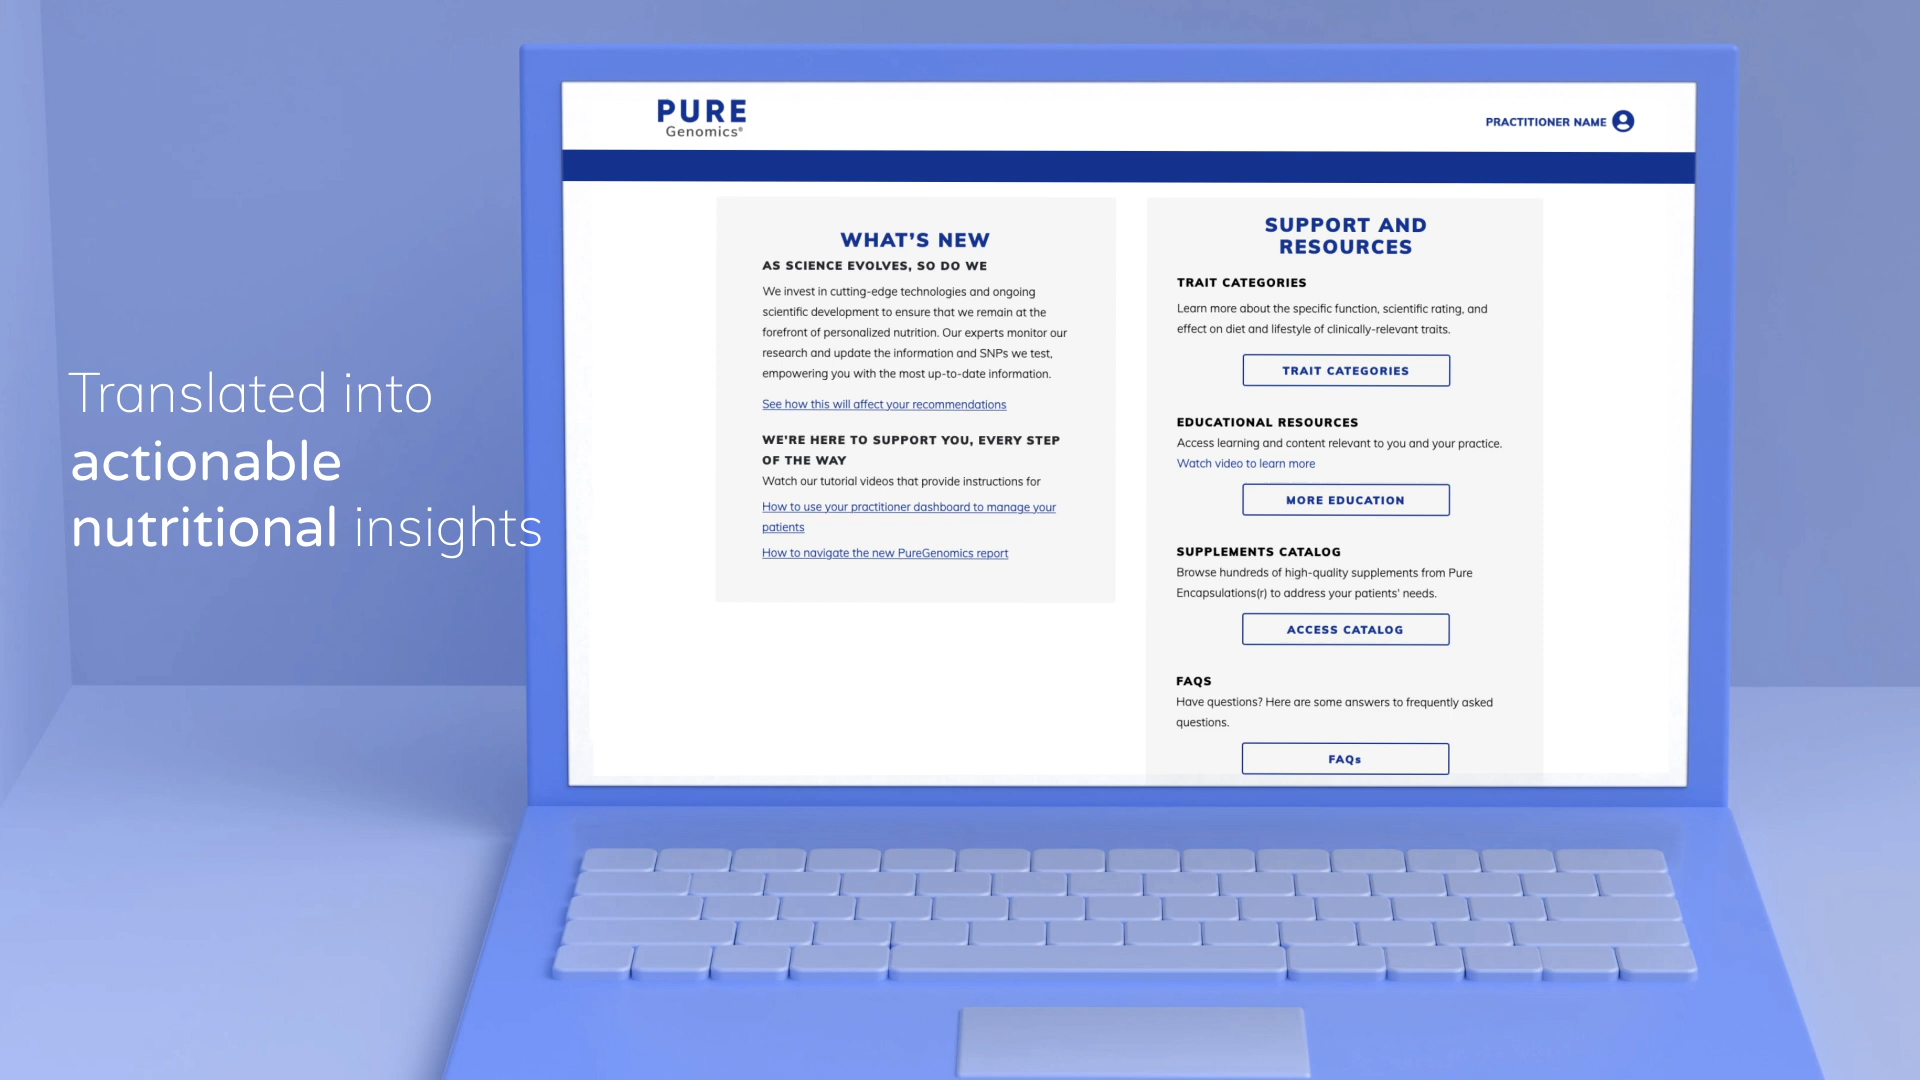 Translated into
actionable
nutritional insights
PURE
Genomics®
PRACTITIONER NAME
WHAT'S NEW
AS SCIENCE EVOLVES, SO DO WE
We invest in cutting-edge technologies and ongoing
scientific development to ensure that we remain at the
forefront of personalized nutrition. Our experts monitor our
research and update the information and SNPs we test,
empowering you with the most up-to-date information.
See how this will affect your recommendations
WE'RE HERE TO SUPPORT YOU, EVERY STEP
OF THE WAY
Watch our tutorial videos that provide instructions for
How to use your practitioner dashboard to manage your
patients
How to navigate the new PureGenomics report
SUPPORT AND
RESOURCES
TRAIT CATEGORIES
Learn more about the specific function, scientific rating, and
effect on diet and lifestyle of clinically-relevant traits.
TRAIT CATEGORIES
EDUCATIONAL RESOURCES
Access learning and content relevant to you and your practice.
Watch video to learn more
MORE EDUCATION
SUPPLEMENTS CATALOG
Browse hundreds of high-quality supplements from Pure
Encapsulations(r) to address your patients' needs.
ACCESS CATALOG
FAQS
Have questions? Here are some answers to frequently asked
questions.
FAQs